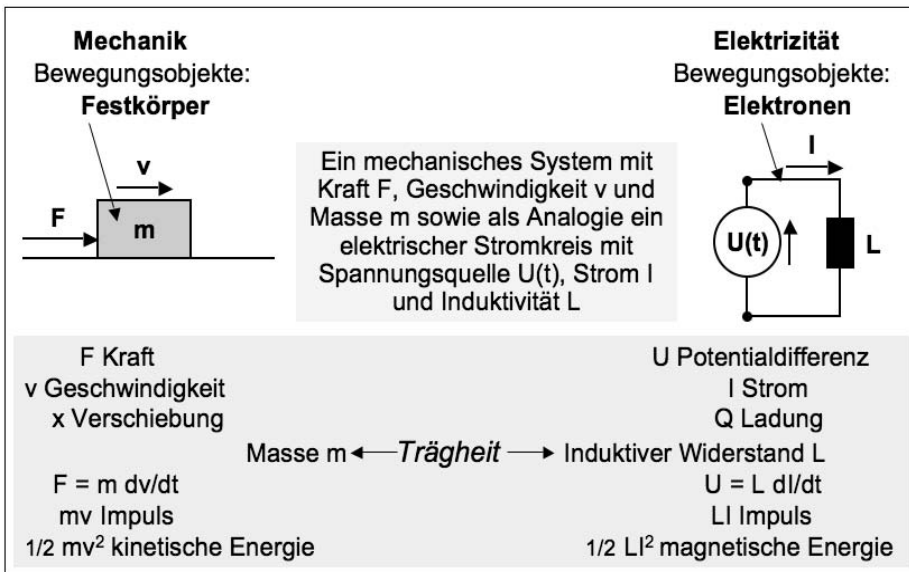 Mechanik
Bewegungsobjekte:
Festkörper
v
F
m
Ein mechanisches System mit
Kraft F, Geschwindigkeit v und
Masse m sowie als Analogie ein
elektrischer Stromkreis mit
Spannungsquelle U(t), Strom I
und Induktivität L
Elektrizität
Bewegungsobjekte:
Elektronen
I
U(t)
L
F Kraft
v Geschwindigkeit
x Verschiebung
U Potentialdifferenz
I Strom
Q Ladung
Masse m Trägheit Induktiver Widerstand L
F = m dv/dt
mv Impuls
1/2 mv² kinetische Energie
U = L dI/dt
LI Impuls
1/2 LI² magnetische Energie